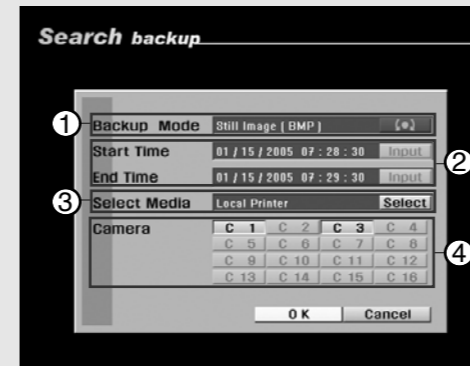 Search backup
① Backup Mode Still Image [ BMP ]
Start Time 01 / 15 / 2005 07 : 28 : 30 Input
②
End Time 01 / 15 / 2005 07 : 29 : 30 Input
③ Select Media Local Printer Select
Camera C 1 C 2 C 3 C 4
C 5 C 6 C 7 C 8
④
C 9 C 10 C 11 C 12
C 13 C 14 C 15 C 16
OK Cancel